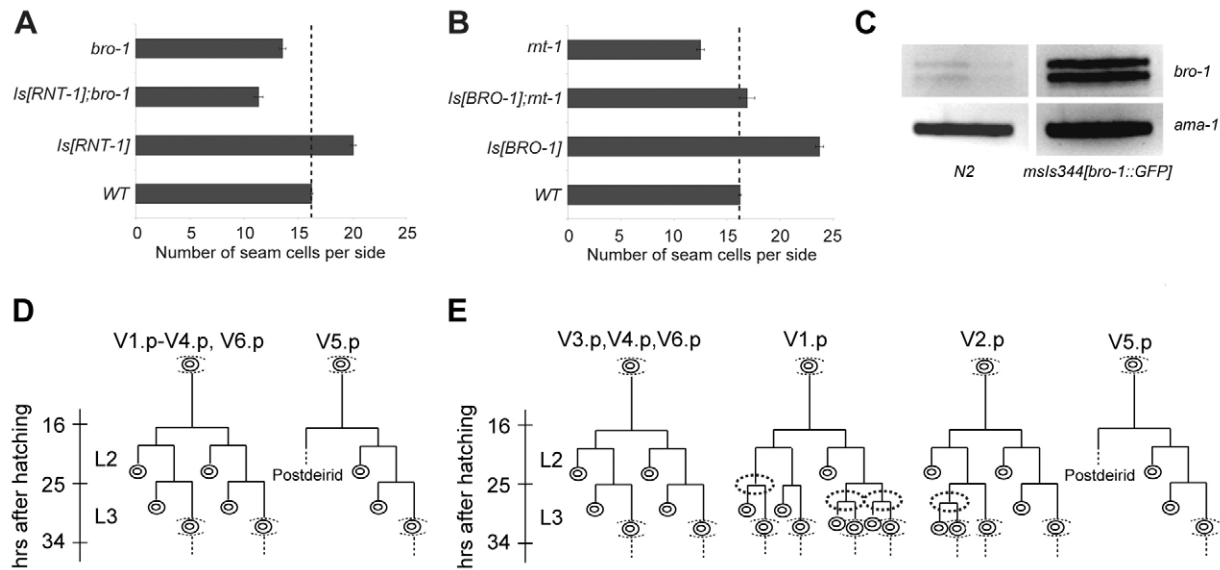 A
bro-1
Is[RNT-1];bro-1
Is[RNT-1]
WT
0 5 10 15 20 25
Number of seam cells per side
B
rnt-1
Is[BRO-1];rnt-1
Is[BRO-1]
WT
0 5 10 15 20 25
Number of seam cells per side
C
bro-1
ama-1
N2 msIs344[bro-1::GFP]
D
V1.p-V4.p, V6.p V5.p
hrs after hatching
16
L2
25
L3
34
Postdeirid
E
V3.p,V4.p,V6.p V1.p V2.p V5.p
hrs after hatching
16
L2
25
L3
34
Postdeirid